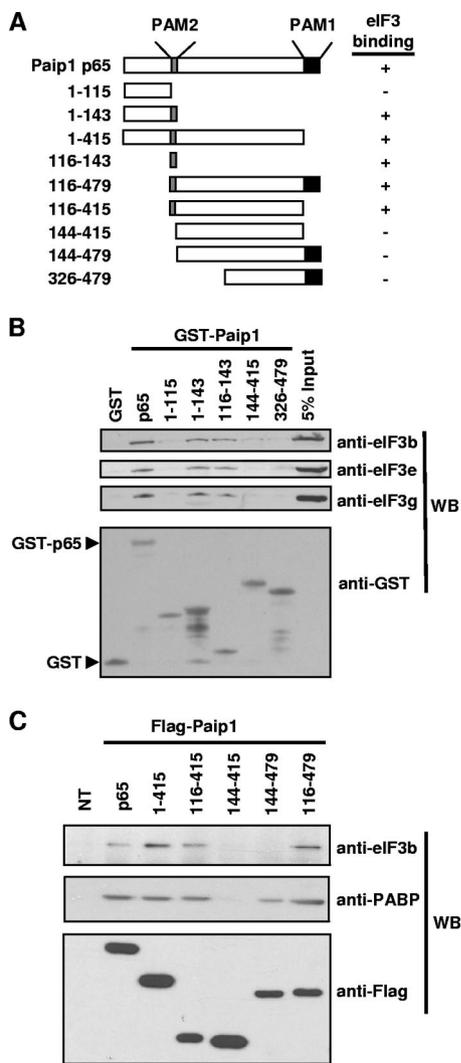 A
PAM2 PAM1 eIF3 binding
Paip1 p65 +
1-115 -
1-143 +
1-415 +
116-143 +
116-479 +
116-415 +
144-415 -
144-479 -
326-479 -
B
GST-Paip1
GST p65 1-115 1-143 116-143 144-415 326-479 5% Input
anti-eIF3b
anti-eIF3e
anti-eIF3g
WB
GST-p65
anti-GST
GST
C
Flag-Paip1
NT p65 1-415 116-415 144-415 144-479 116-479
anti-eIF3b
anti-PABP
WB
anti-Flag